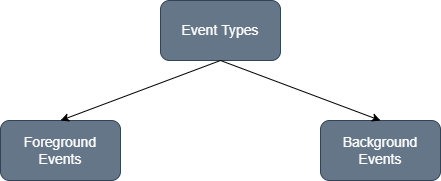 Event Types
Foreground
Events
Background
Events